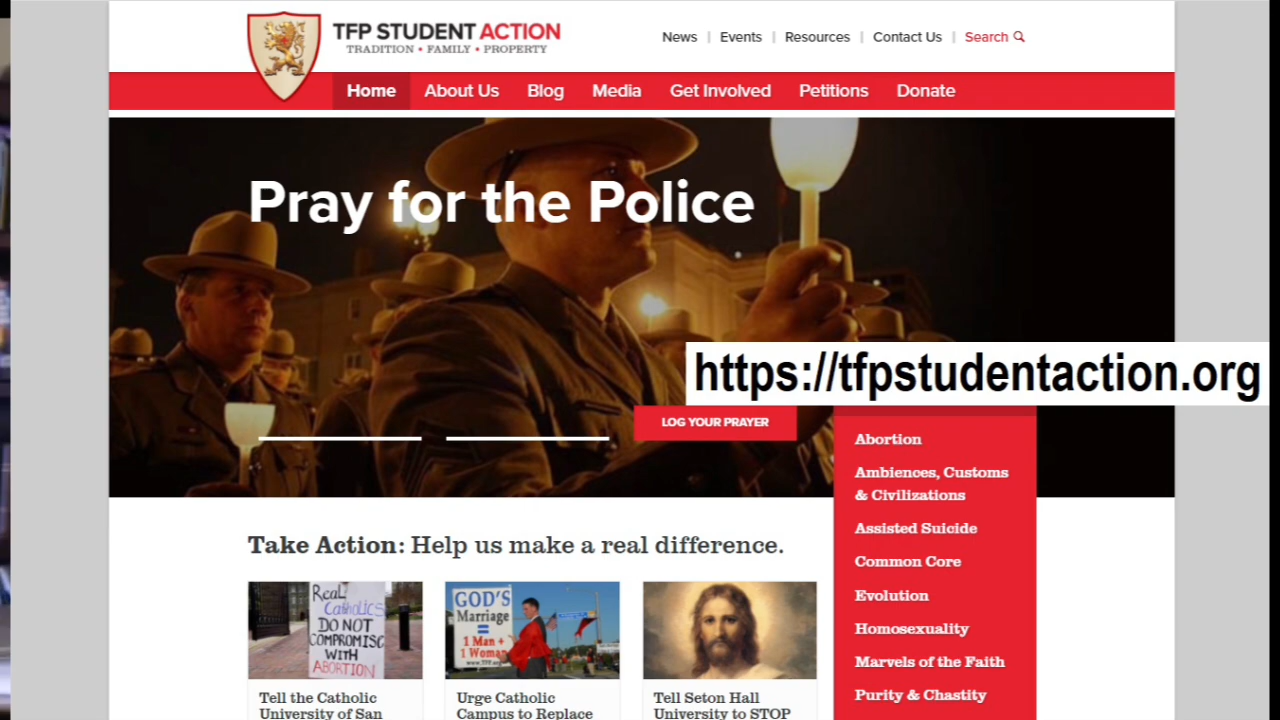 TFP STUDENT ACTION
TRADITION • FAMILY • PROPERTY
News | Events | Resources | Contact Us | Search
Home About Us Blog Media Get Involved Petitions Donate
Pray for the Police
https://tfpstudentaction.org
LOG YOUR PRAYER
Abortion
Ambiences, Customs
& Civilizations
Assisted Suicide
Common Core
Evolution
Homosexuality
Marvels of the Faith
Purity & Chastity
Take Action: Help us make a real difference.
Real
Catholics
DO NOT
COMPROMISE
WITH
ABORTION
GOD'S
Marriage
=
1 Man +
1 Woman
www.TFP.org
Tell the Catholic
University of San
Urge Catholic
Campus to Replace
Tell Seton Hall
University to STOP